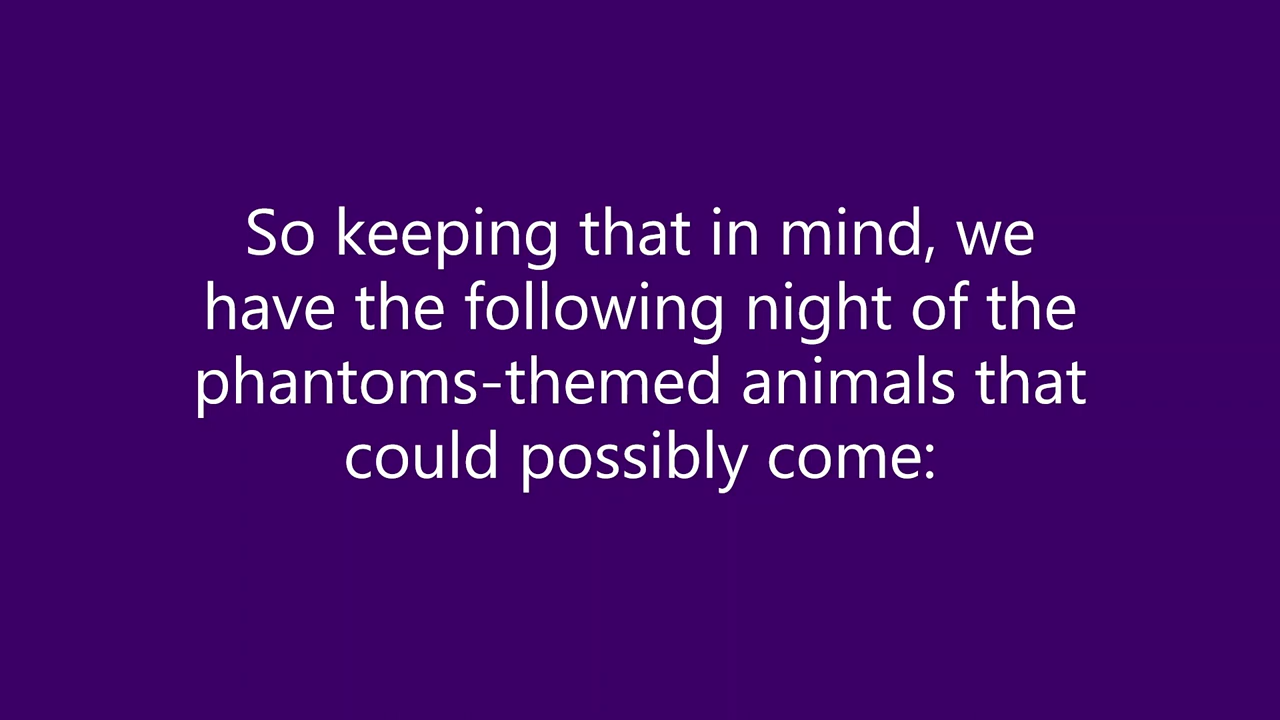 So keeping that in mind, we
have the following night of the
phantoms-themed animals that
could possibly come: